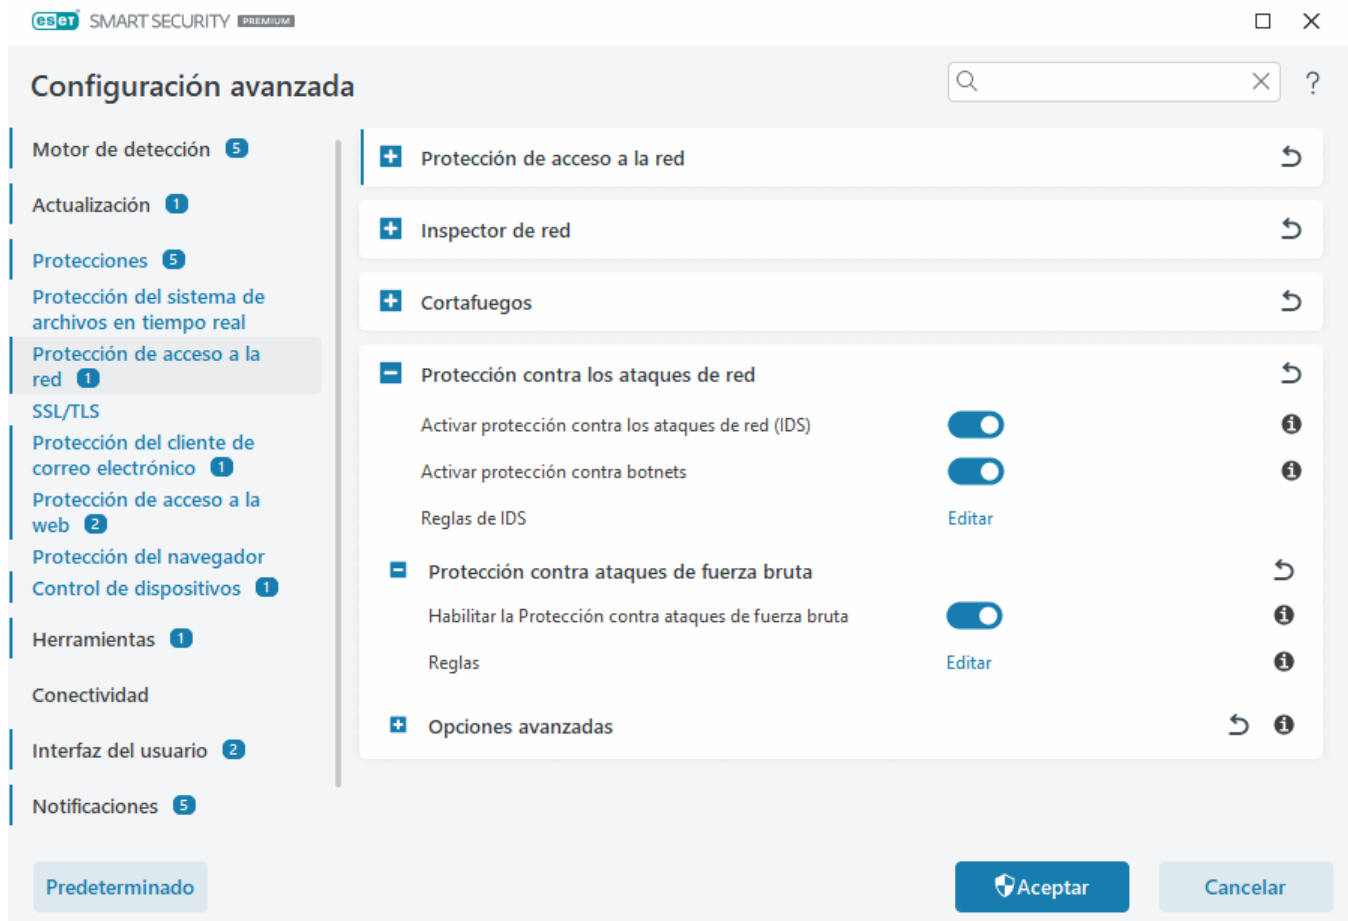 eset SMART SECURITY PREMIUM
Configuración avanzada
?
Motor de detección 5
Actualización 1
Protecciones 5
Protección del sistema de
archivos en tiempo real
Protección de acceso a la
red 1
SSL/TLS
Protección del cliente de
correo electrónico 1
Protección de acceso a la
web 2
Protección del navegador
Control de dispositivos 1
Herramientas 1
Conectividad
Interfaz del usuario 2
Notificaciones 5
Protección de acceso a la red
Inspector de red
Cortafuegos
Protección contra los ataques de red
Activar protección contra los ataques de red (IDS)
Activar protección contra botnets
Reglas de IDS Editar
Protección contra ataques de fuerza bruta
Habilitar la Protección contra ataques de fuerza bruta
Reglas Editar
Opciones avanzadas
Predeterminado
Aceptar
Cancelar